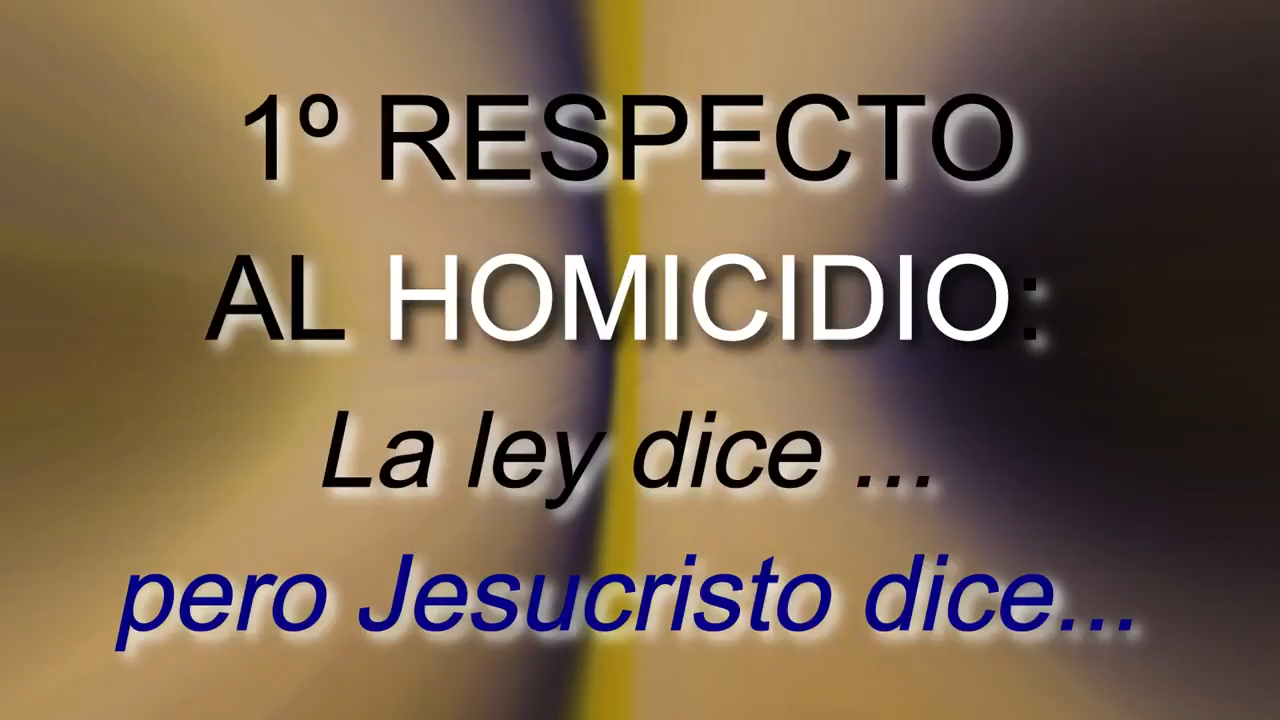 1º RESPECTO
AL HOMICIDIO:
La ley dice ...
pero Jesucristo dice...